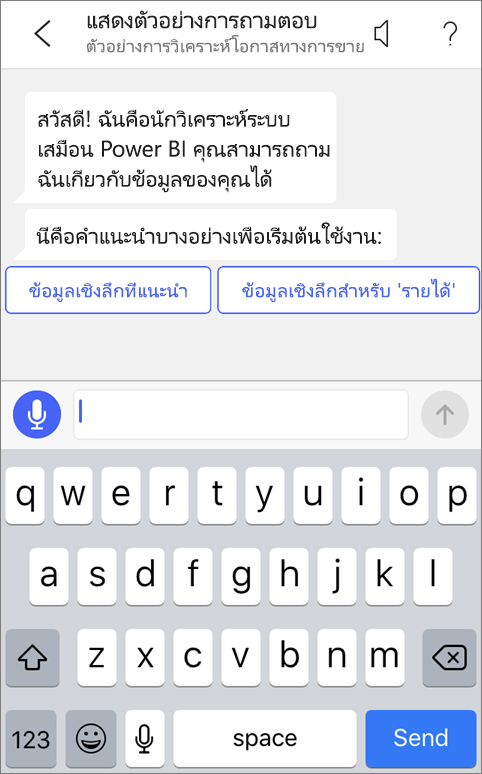 แสดงตัวอย่างการถามตอบ
ตัวอย่างการวิเคราะห์โอกาสทางการขาย
?
สวัสดี! ฉันคือนักวิเคราะห์ระบบ
เสมือน Power BI คุณสามารถถาม
ฉันเกี่ยวกับข้อมูลของคุณได้
นี่คือคำแนะนำบางอย่างเพื่อเริ่มต้นใช้งาน:
ข้อมูลเชิงลึกที่แนะนำ ข้อมูลเชิงลึกสำหรับ 'รายได้'
q w e r t y u i o p
a s d f g h j k l
z x c v b n m
123 space Send